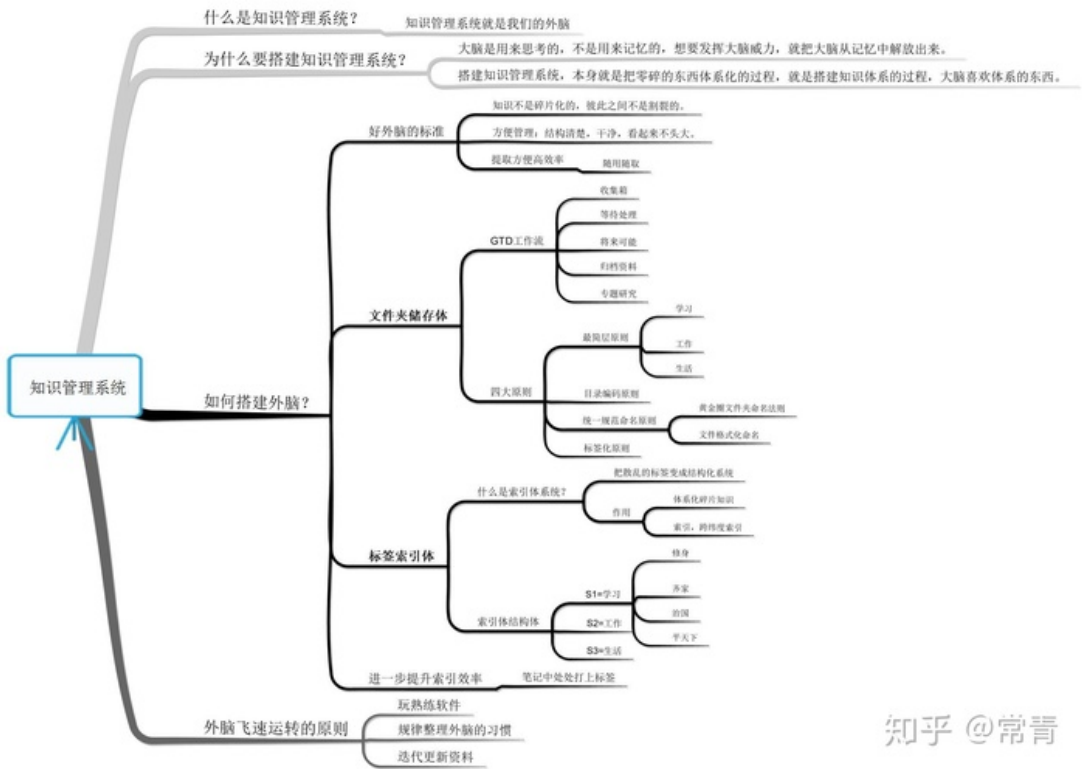 什么是知识管理系统？
知识管理系统就是我们的外脑
为什么要搭建知识管理系统？
大脑是用来思考的，不是用来记忆的，想要发挥大脑威力，就把大脑从记忆中解放出来。
搭建知识管理系统，本身就是把零碎的东西体系化的过程，就是搭建知识体系的过程，大脑喜欢体系的东西。
知识管理系统
如何搭建外脑？
好外脑的标准
知识不是碎片化的，彼此之间不是割裂的。
方便管理：结构清楚，干净，看起来不头大。
提取方便高效率
随用随取
文件夹储存体
GTD工作流
收集箱
等待处理
将来可能
归档资料
专题研究
四大原则
最简层原则
学习
工作
生活
目录编码原则
统一规范命名原则
黄金圈文件夹命名法则
文件格式化命名
标签化原则
标签索引体
什么是索引体系统？
把散乱的标签变成结构化系统
作用
体系化碎片知识
索引，跨纬度索引
索引体结构体
S1=学习
修身
齐家
治国
平天下
S2=工作
S3=生活
进一步提升索引效率
笔记中处处打上标签
外脑飞速运转的原则
玩熟练软件
规律整理外脑的习惯
迭代更新资料
知乎 @常青